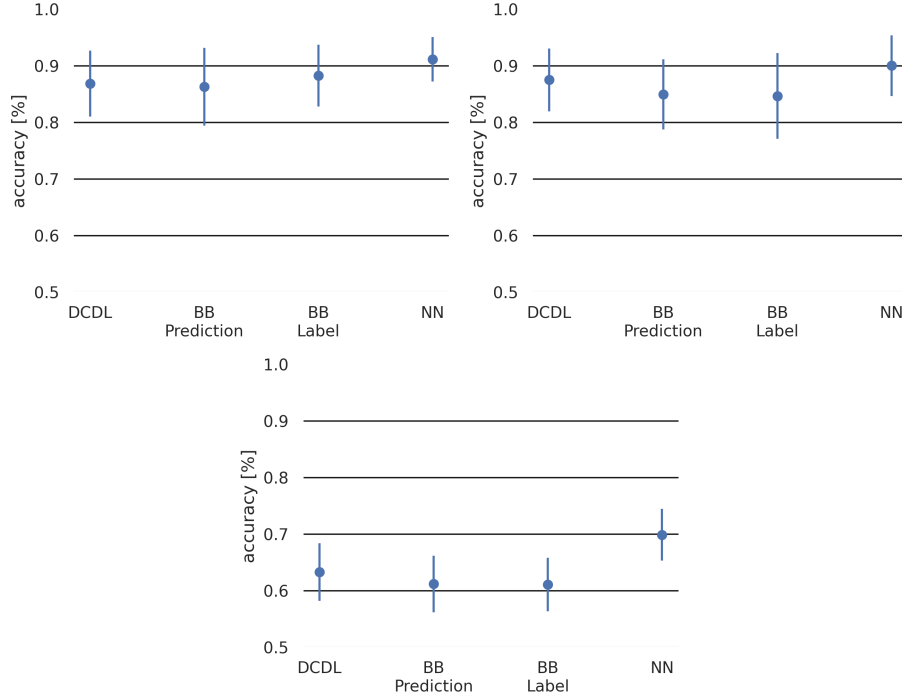 1.0
0.9
0.8
0.7
0.6
0.5
accuracy [%]
DCDL
BB
Prediction
BB
Label
NN
1.0
0.9
0.8
0.7
0.6
0.5
accuracy [%]
DCDL
BB
Prediction
BB
Label
NN
1.0
0.9
0.8
0.7
0.6
0.5
accuracy [%]
DCDL
BB
Prediction
BB
Label
NN